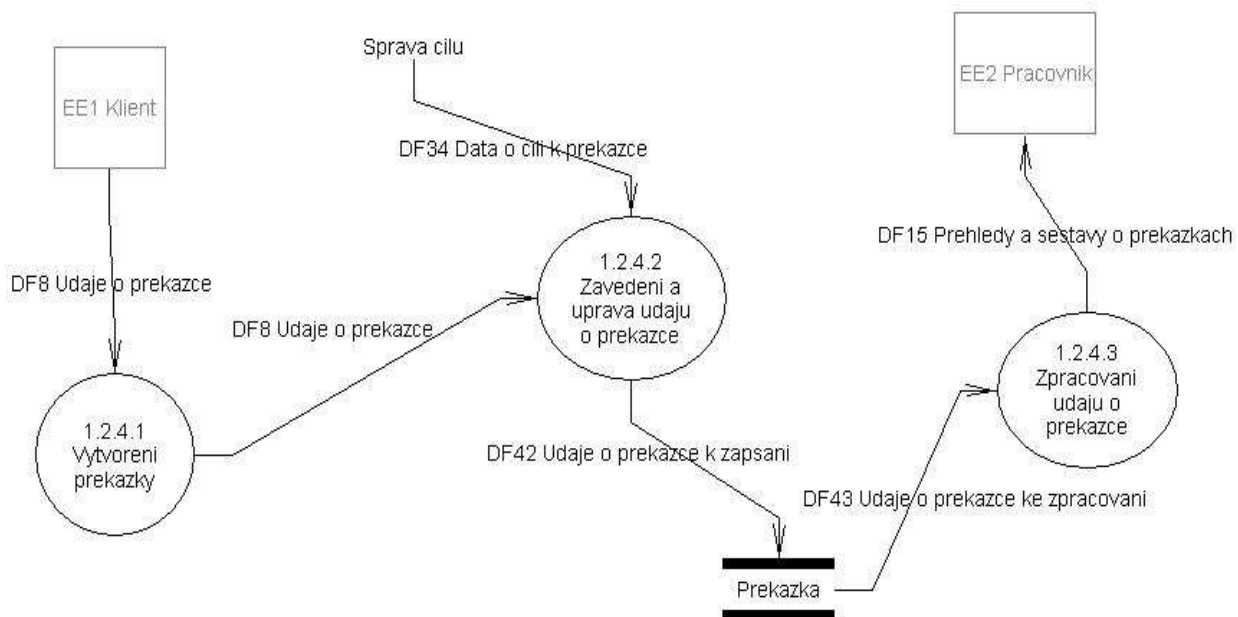 Sprava cilu
EE1 Klient
EE2 Pracovnik
DF34 Data o cili k prekazce
DF15 Prehledy a sestavy o prekazkach
DF8 Udaje o prekazce
DF8 Udaje o prekazce
1.2.4.2
Zavedeni a
uprava udaju
o prekazce
1.2.4.3
Zpracovani
udaju o
prekazce
1.2.4.1
Vytvoreni
prekazky
DF42 Udaje o prekazce k zapsani
DF43 Udaje o prekazce ke zpracovani
Prekazka